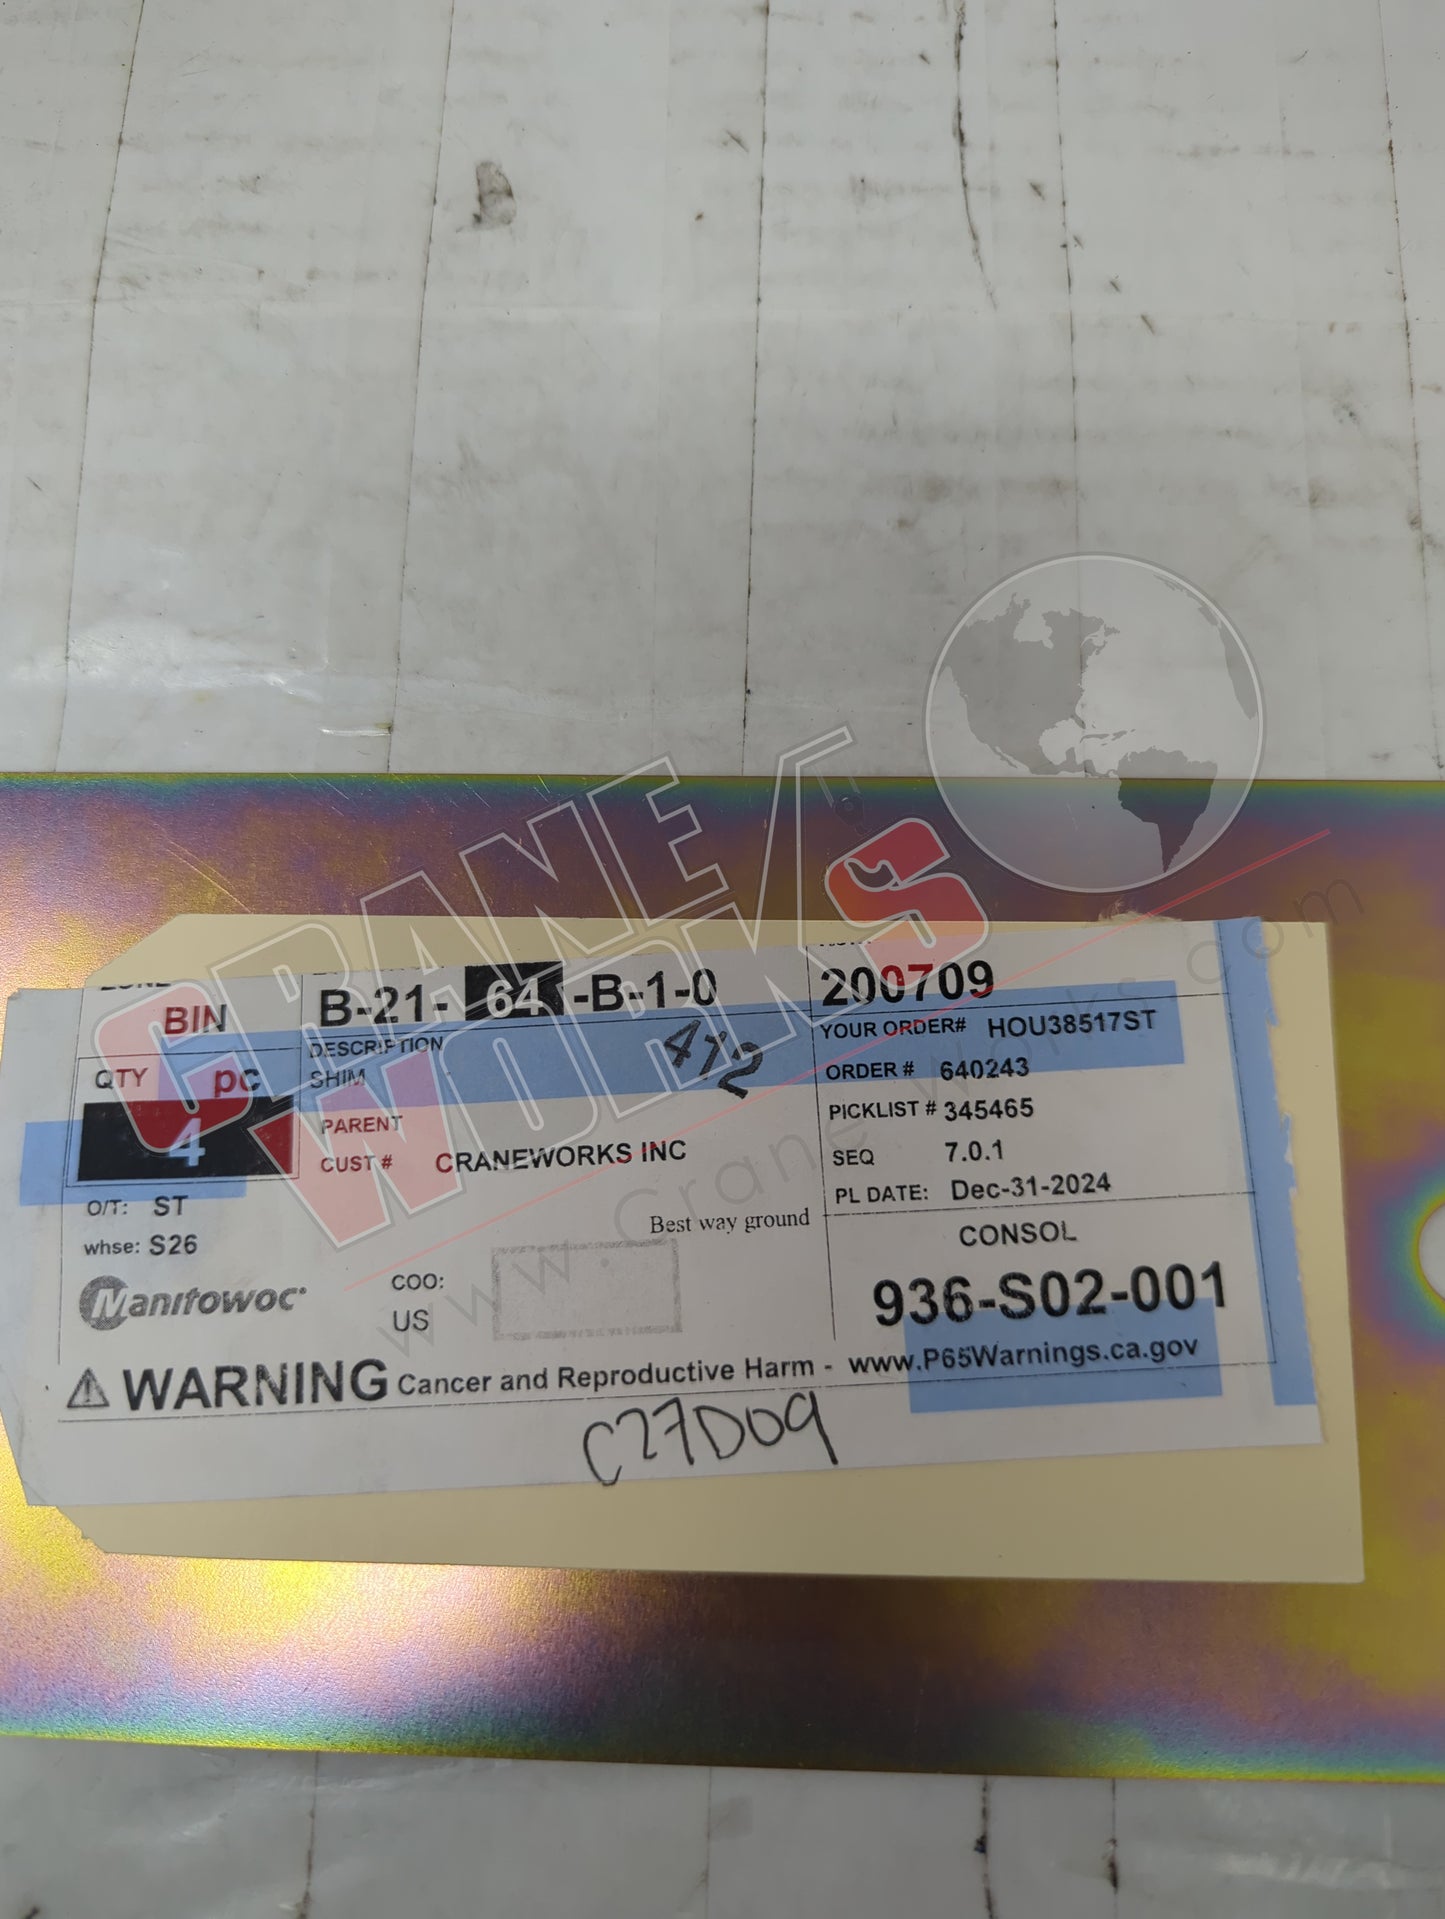 BIN
B-21-64-B-1-0
200709
DESCRIPTION
412
YOUR ORDER# HOU38517ST
QTY pc
SHIM
ORDER # 640243
4
PARENT
PICKLIST # 345465
CUST # CRANEWORKS INC
SEQ 7.0.1
O/T: ST
PL DATE: Dec-31-2024
whse: S26
Best way ground
CONSOL
Manitowoc
COO:
US
936-S02-001
WARNING Cancer and Reproductive Harm - www.P65Warnings.ca.gov
C27D09
CRANE
WORKS
www.CraneWorks.com